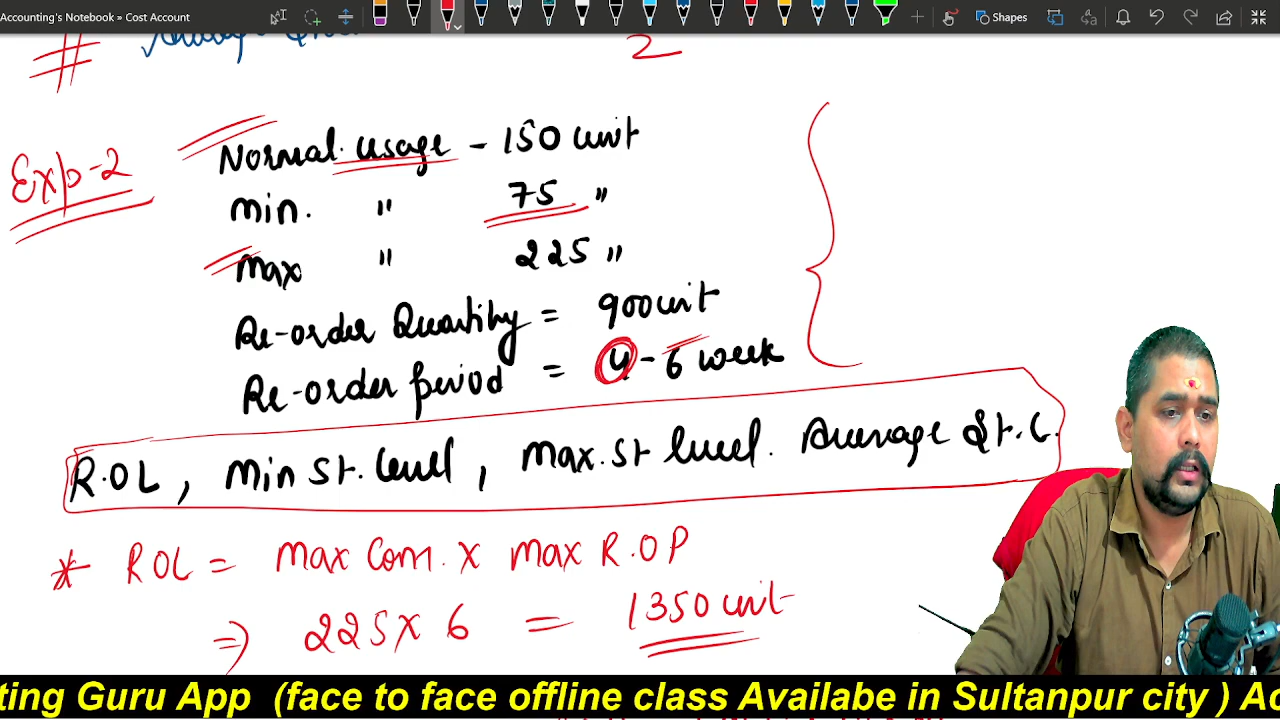 Accounting's Notebook » Cost Account
Shapes
2
Exp-2
Normal usage - 150 unit
min. " 75 "
max " 225 "
Re-order Quantity = 900 unit
Re-order period = 4 - 6 week
R.OL, Min St. level, max. St level. Average St. L.
* ROL = max Con. x max R.OP
⇒ 225 x 6 = 1350 unit
ting Guru App (face to face offline class Availabe in Sultanpur city ) Ac